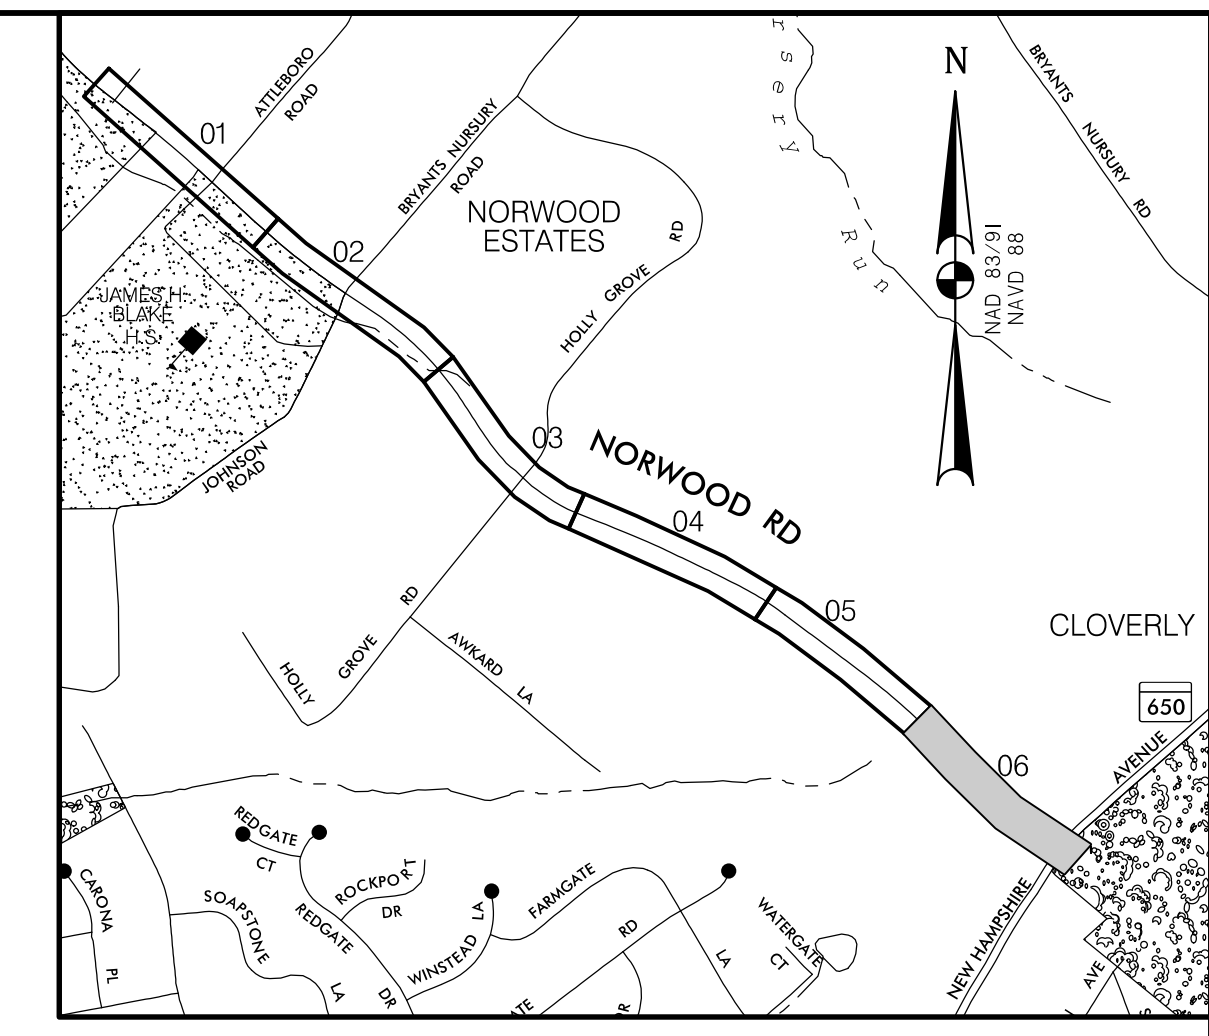 01
ATTLEBORO
ROAD
02
BRYANTS NURSURY
ROAD
NORWOOD
ESTATES
HOLLY GROVE RD
rsery Run
N
NAD 83/91
NAVD 88
BRYANTS NURSURY RD
JAMES H.
BLAKE
H.S.
JOHNSON
ROAD
03
NORWOOD RD
04
05
CLOVERLY
650
AVENUE
06
HOLLY GROVE RD
AWKARD LA
REDGATE
CT
ROCKPORT
DR
CARONA PL
SOAPSTONE LA
REDGATE DR
WINSTEAD LA
FARMGATE LA
RD
WATERGATE
CT
NEW HAMPSHIRE
AVE